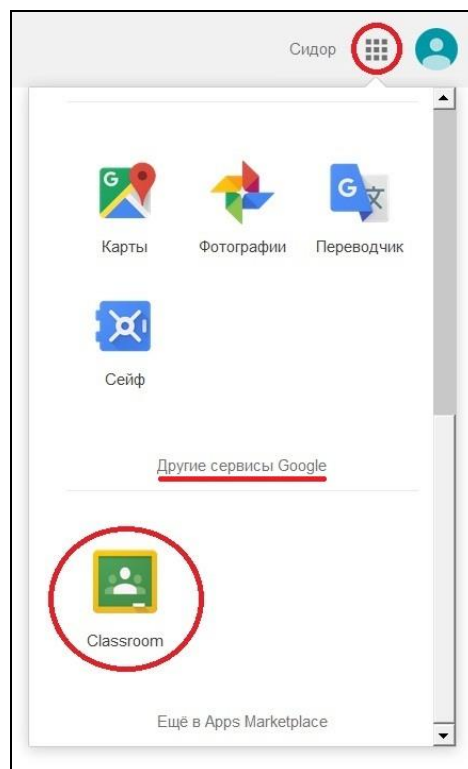 Сидор
Карты
Фотографии
Переводчик
Сейф
Другие сервисы Google
Classroom
Ещё в Apps Marketplace